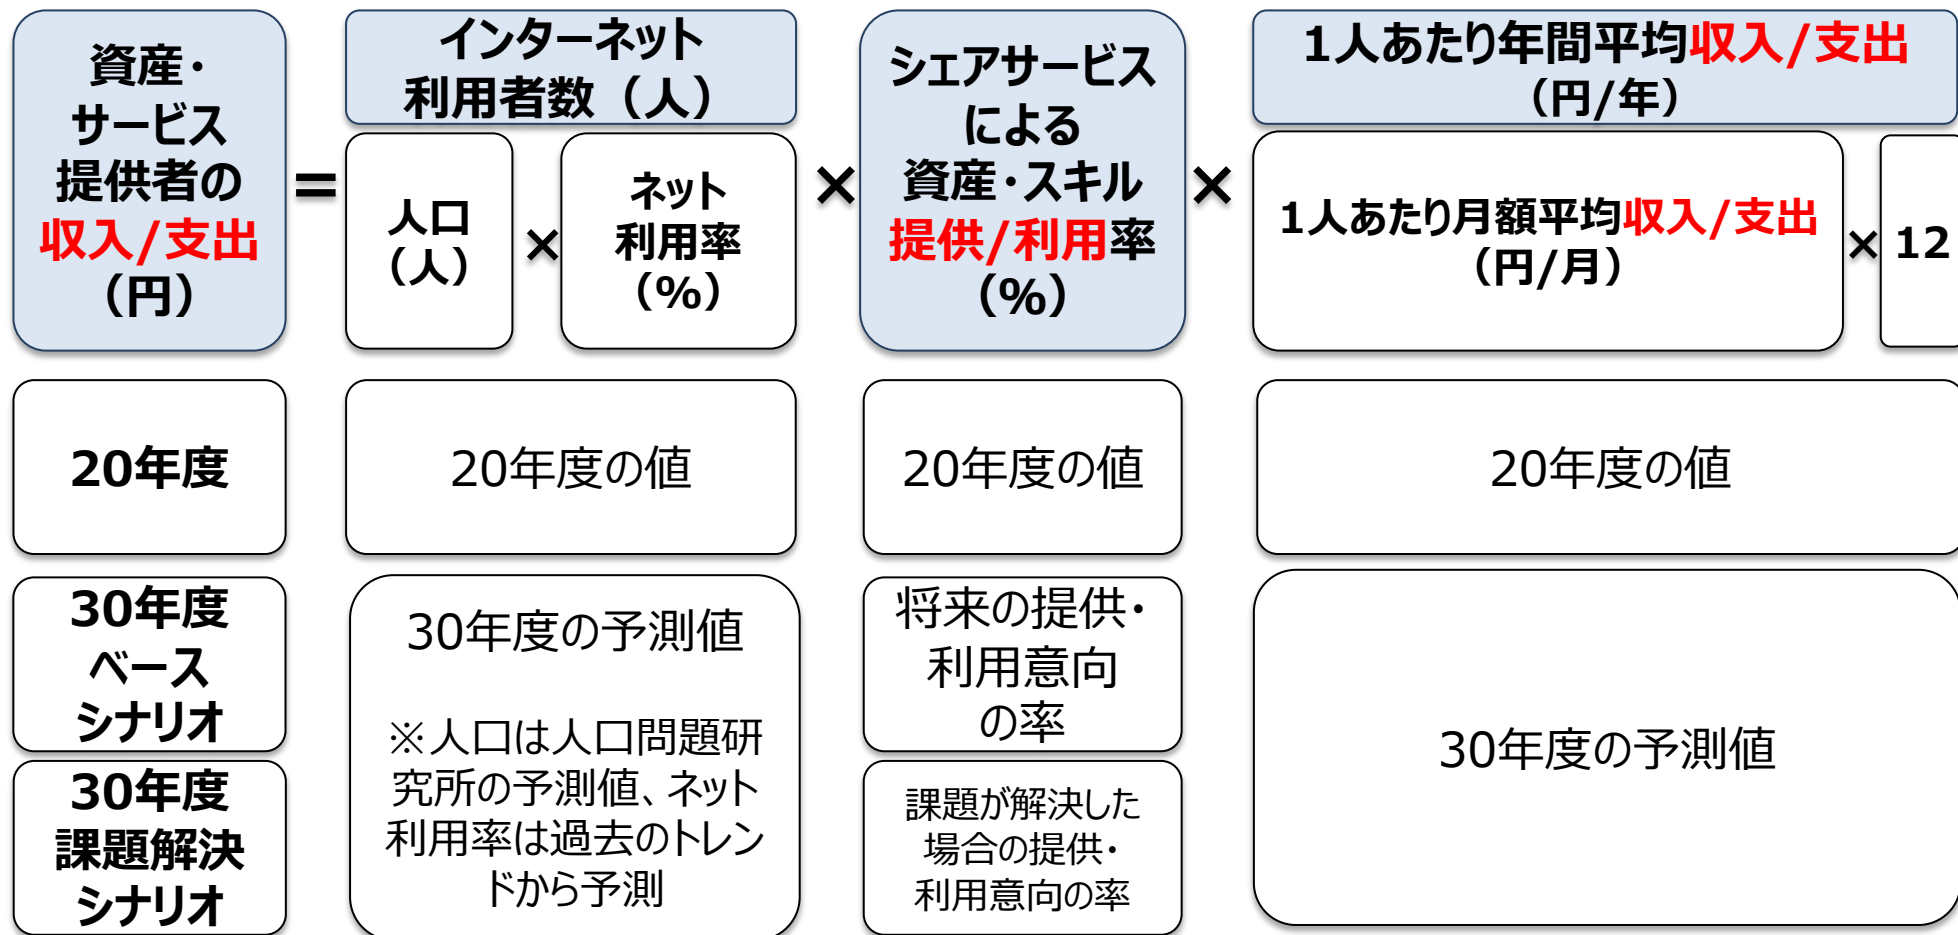 資産・
サービス
提供者の
収入/支出
（円）
＝
インターネット
利用者数（人）
人口
（人）
×
ネット
利用率
（%）
×
シェアサービス
による
資産・スキル
提供/利用率
（%）
×
1人あたり年間平均収入/支出
（円/年）
1人あたり月額平均収入/支出
（円/月）
×
12
20年度
20年度の値
20年度の値
20年度の値
30年度
ベース
シナリオ
30年度
課題解決
シナリオ
30年度の予測値
※人口は人口問題研
究所の予測値、ネット
利用率は過去のトレン
ドから予測
将来の提供・
利用意向
の率
課題が解決した
場合の提供・
利用意向の率
30年度の予測値